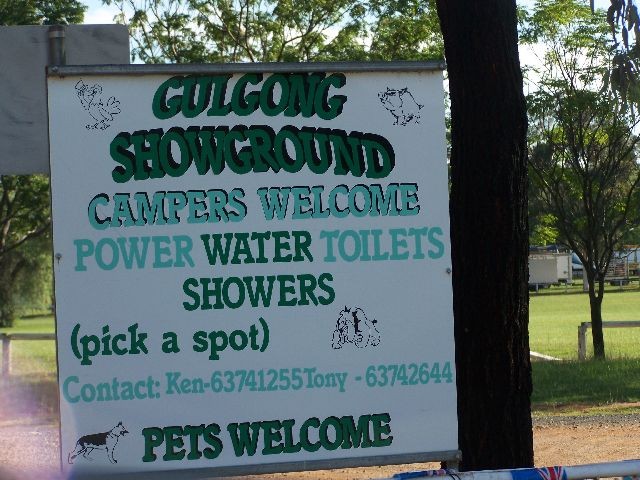 GULGONG
SHOWGROUND
CAMPERS WELCOME
POWER WATER TOILETS
SHOWERS
(pick a spot)
Contact: Ken-63741255 Tony - 63742644
PETS WELCOME